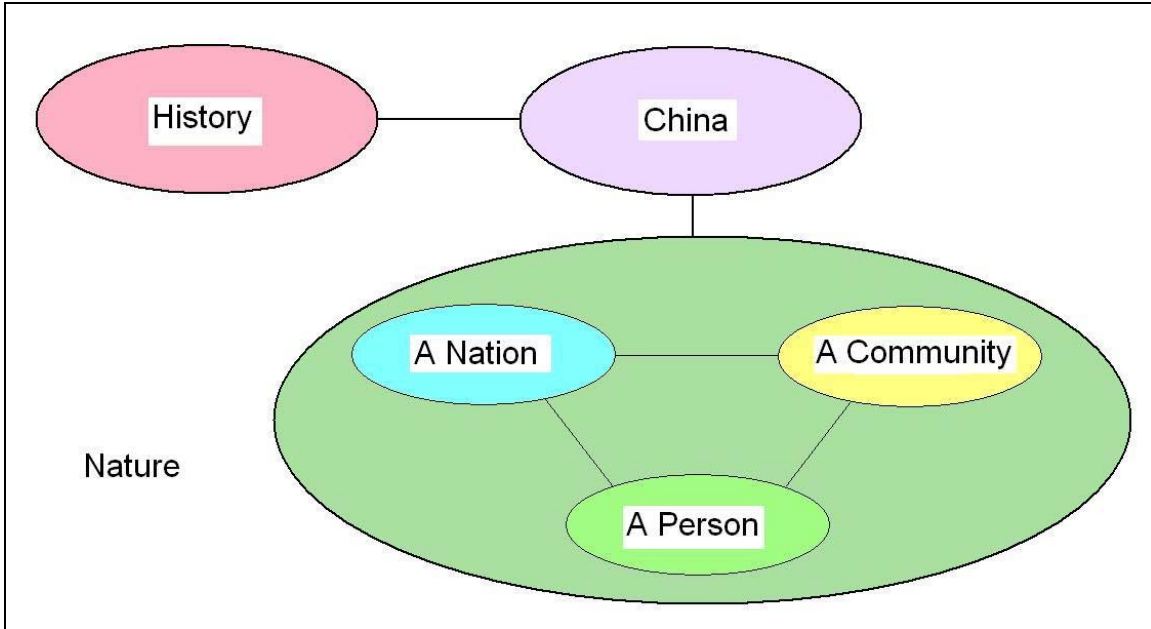 History
China
A Nation
A Community
Nature
A Person